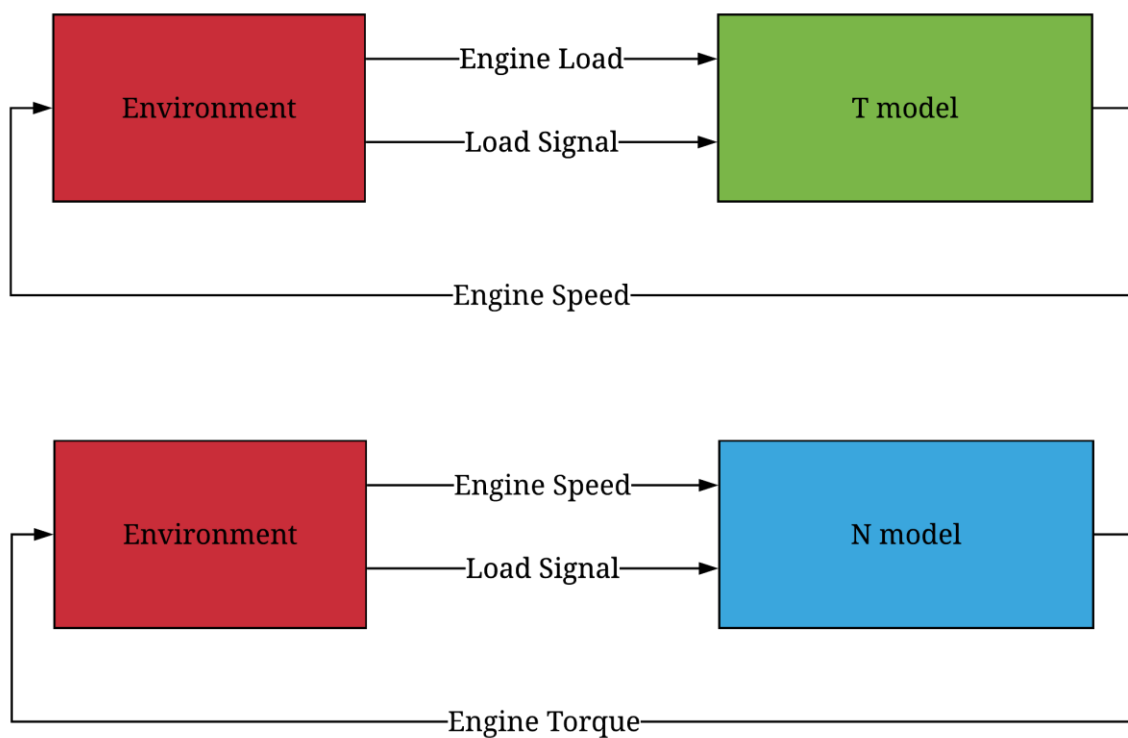 Environment
Engine Load
Load Signal
T model
Engine Speed
Environment
Engine Speed
Load Signal
N model
Engine Torque